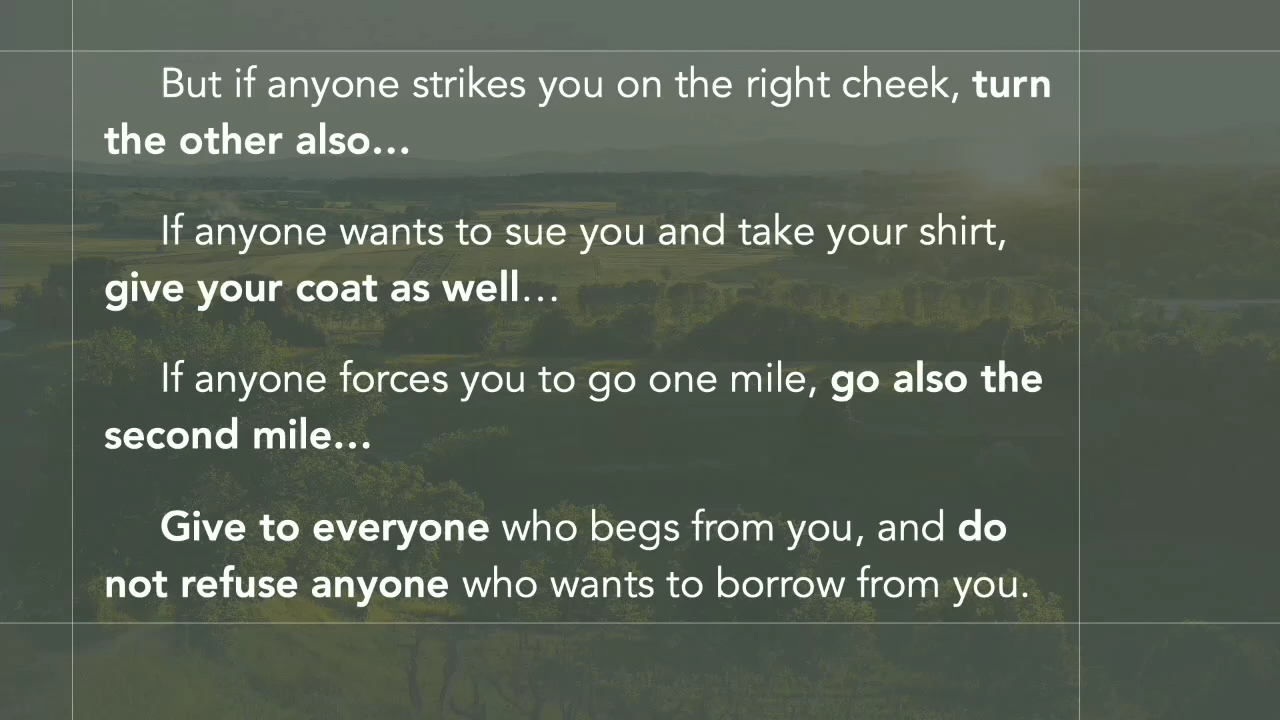 But if anyone strikes you on the right cheek, turn
the other also…
If anyone wants to sue you and take your shirt,
give your coat as well…
If anyone forces you to go one mile, go also the
second mile…
Give to everyone who begs from you, and do
not refuse anyone who wants to borrow from you.